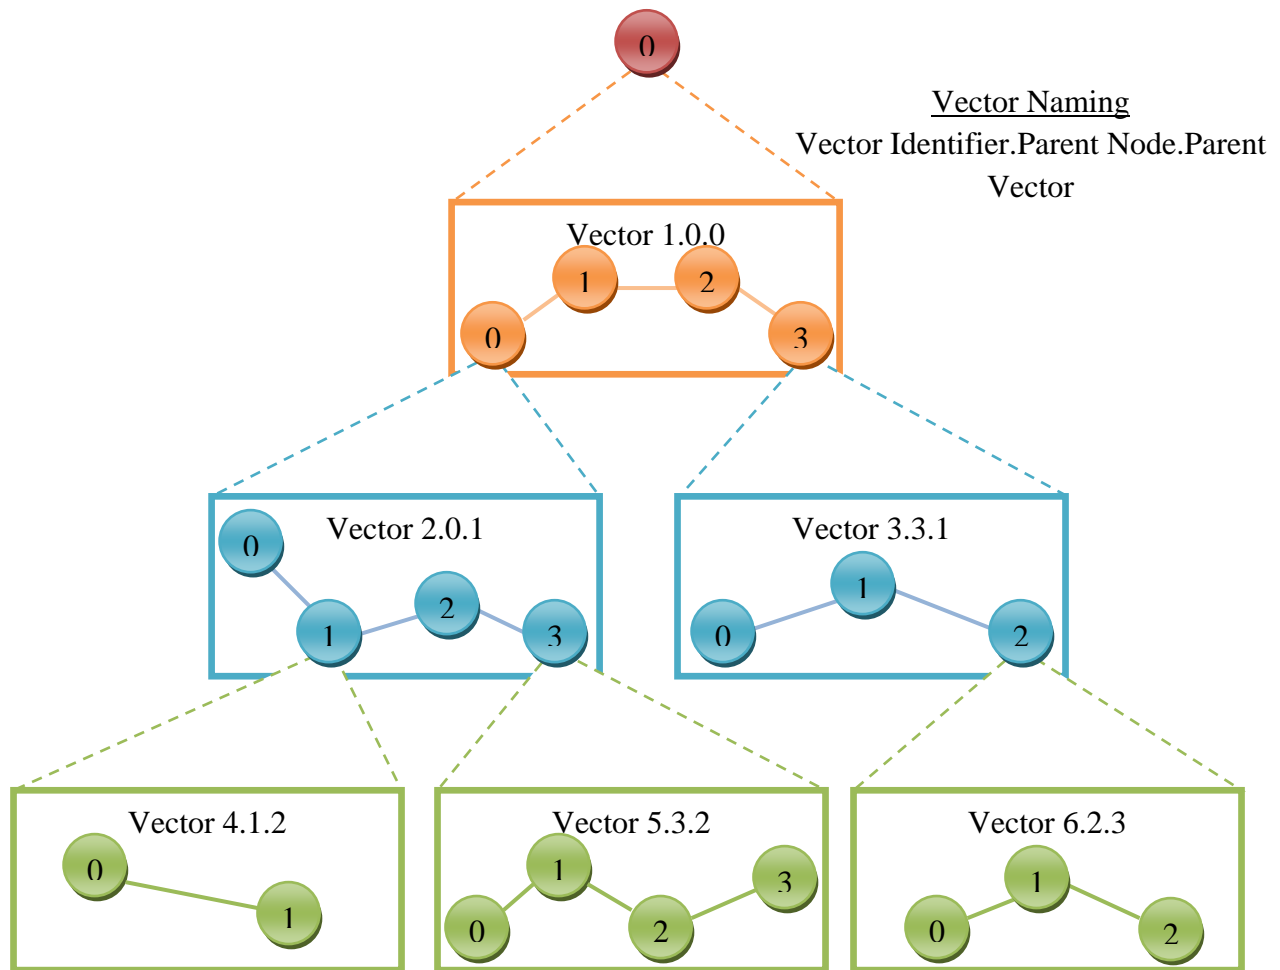 0
Vector Naming
Vector Identifier.Parent Node.Parent
Vector
Vector 1.0.0
1
2
0
3
Vector 2.0.1
0
2
1
3
Vector 3.3.1
1
0
2
Vector 4.1.2
0
1
Vector 5.3.2
1
3
0
2
Vector 6.2.3
1
0
2